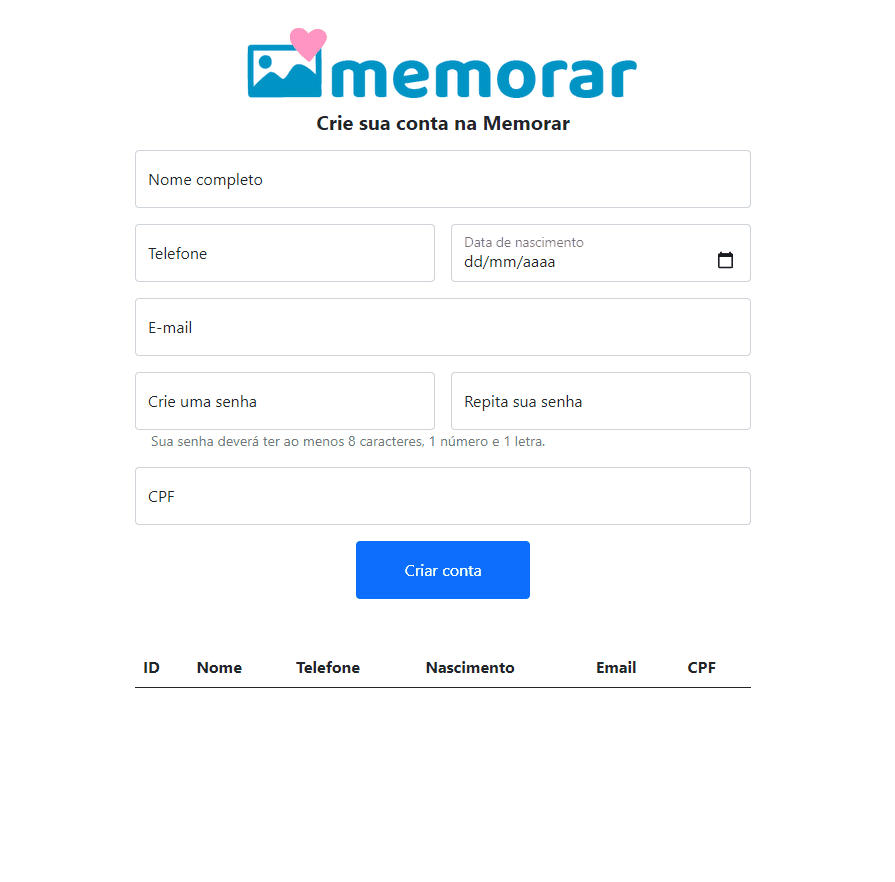 memorar
Crie sua conta na Memorar
Nome completo
Telefone
Data de nascimento
dd/mm/aaaa
E-mail
Crie uma senha
Repita sua senha
Sua senha deverá ter ao menos 8 caracteres, 1 número e 1 letra.
CPF
Criar conta
ID Nome Telefone Nascimento Email CPF